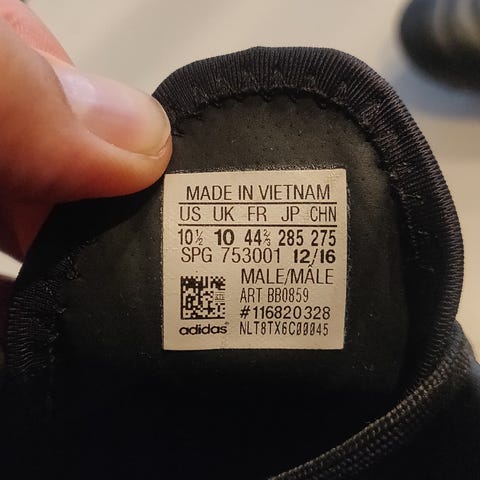 MADE IN VIETNAM
US UK FR JP CHN
10½ 10 44⅔ 285 275
SPG 753001 12/16
MALE/MÂLE
ART BB0859
#116820328
adidas® NLT8TX6C00045